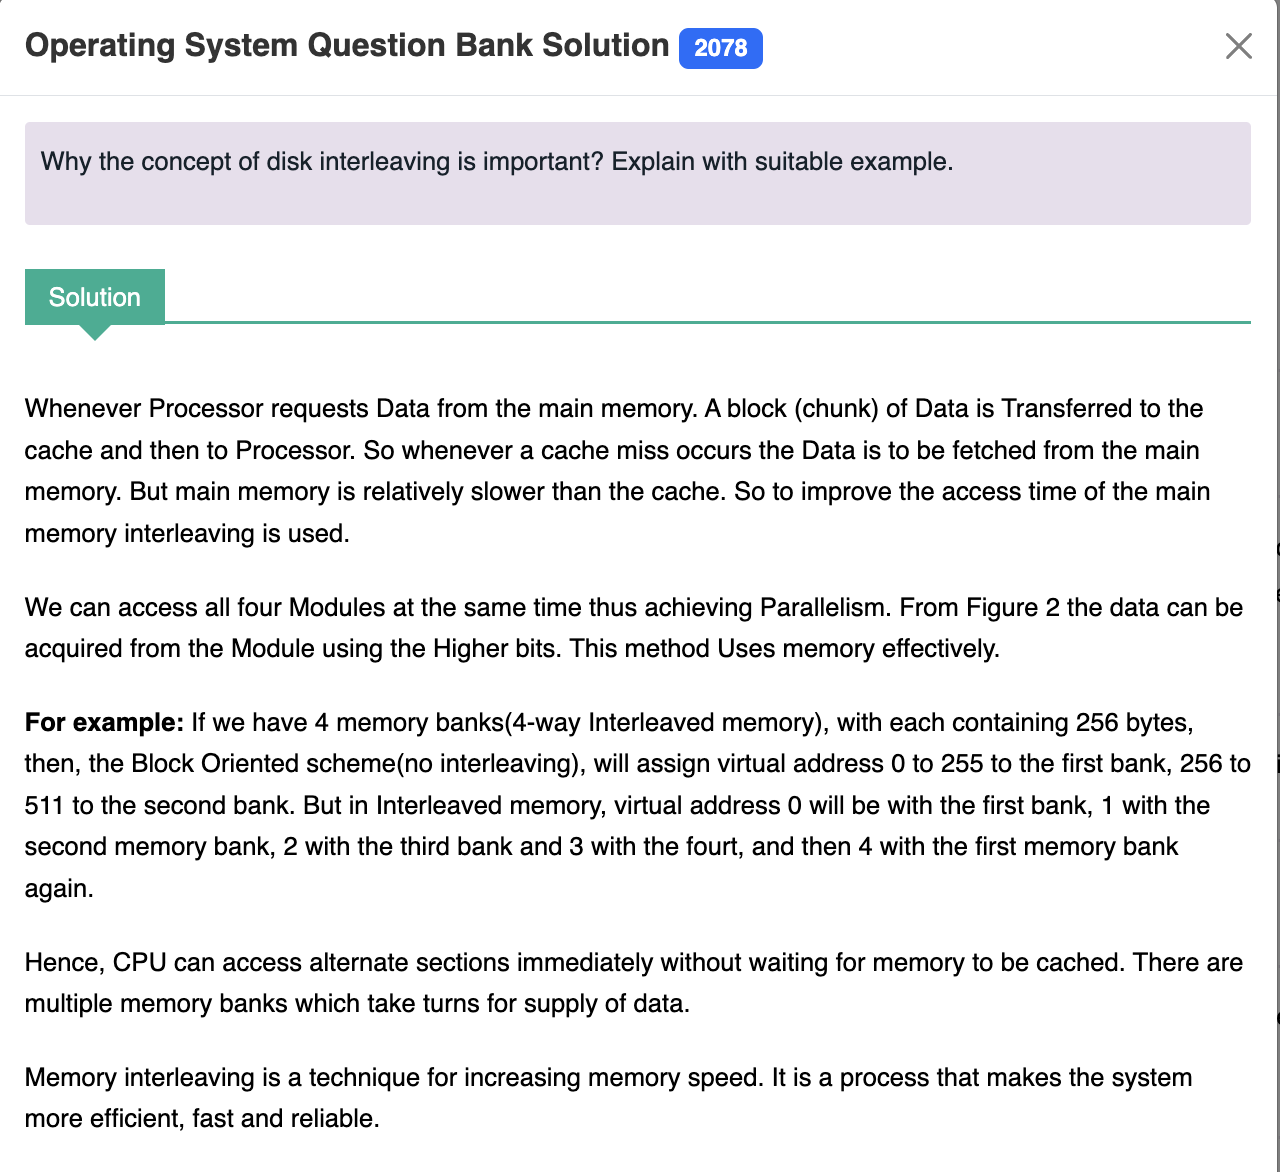 Operating System Question Bank Solution 2078
Why the concept of disk interleaving is important? Explain with suitable example.
Solution
Whenever Processor requests Data from the main memory. A block (chunk) of Data is Transferred to the
cache and then to Processor. So whenever a cache miss occurs the Data is to be fetched from the main
memory. But main memory is relatively slower than the cache. So to improve the access time of the main
memory interleaving is used.
We can access all four Modules at the same time thus achieving Parallelism. From Figure 2 the data can be
acquired from the Module using the Higher bits. This method Uses memory effectively.
For example: If we have 4 memory banks(4-way Interleaved memory), with each containing 256 bytes,
then, the Block Oriented scheme(no interleaving), will assign virtual address 0 to 255 to the first bank, 256 to
511 to the second bank. But in Interleaved memory, virtual address 0 will be with the first bank, 1 with the
second memory bank, 2 with the third bank and 3 with the fourt, and then 4 with the first memory bank
again.
Hence, CPU can access alternate sections immediately without waiting for memory to be cached. There are
multiple memory banks which take turns for supply of data.
Memory interleaving is a technique for increasing memory speed. It is a process that makes the system
more efficient, fast and reliable.